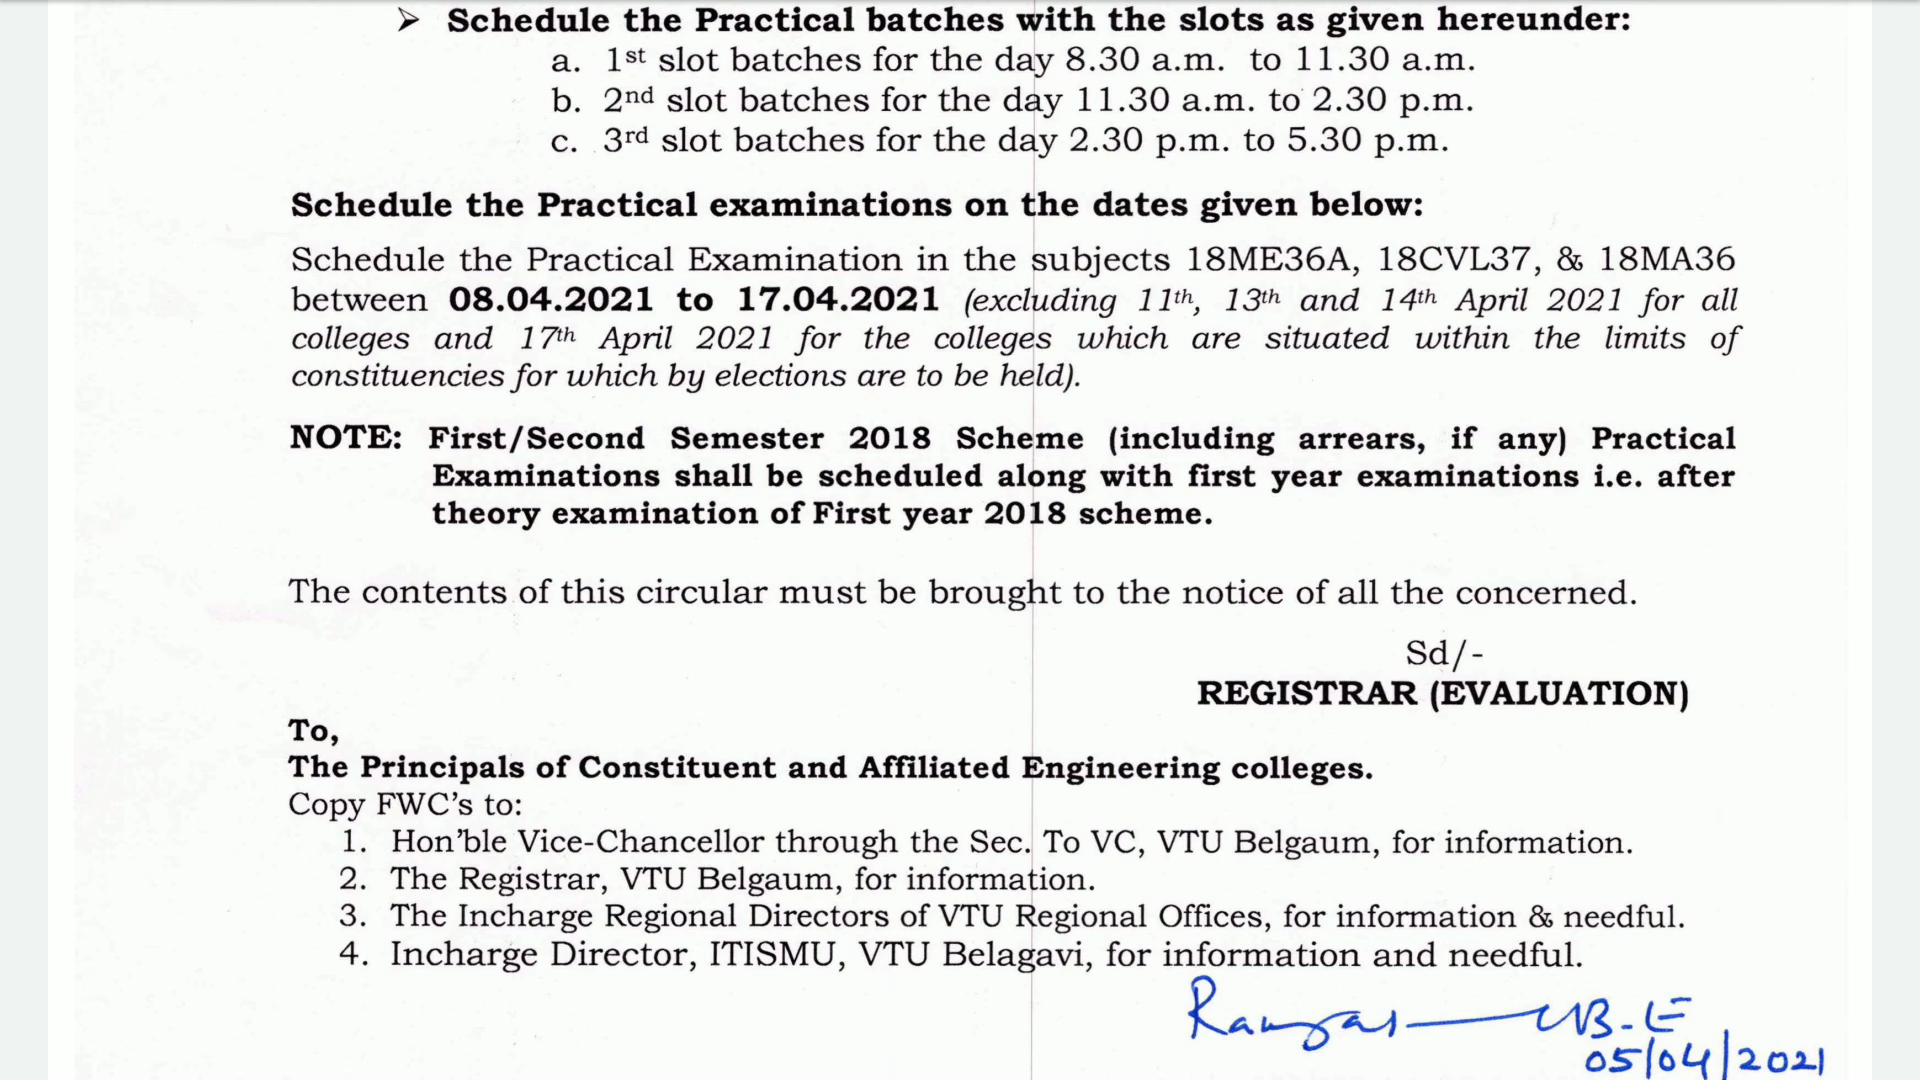 ➢ Schedule the Practical batches with the slots as given hereunder:
a. 1st slot batches for the day 8.30 a.m. to 11.30 a.m.
b. 2nd slot batches for the day 11.30 a.m. to 2.30 p.m.
c. 3rd slot batches for the day 2.30 p.m. to 5.30 p.m.
Schedule the Practical examinations on the dates given below:
Schedule the Practical Examination in the subjects 18ME36A, 18CVL37, & 18MA36
between 08.04.2021 to 17.04.2021 (excluding 11th, 13th and 14th April 2021 for all
colleges and 17th April 2021 for the colleges which are situated within the limits of
constituencies for which by elections are to be held).
NOTE: First/Second Semester 2018 Scheme (including arrears, if any) Practical
Examinations shall be scheduled along with first year examinations i.e. after
theory examination of First year 2018 scheme.
The contents of this circular must be brought to the notice of all the concerned.
Sd/-
REGISTRAR (EVALUATION)
To,
The Principals of Constituent and Affiliated Engineering colleges.
Copy FWC's to:
1. Hon'ble Vice-Chancellor through the Sec. To VC, VTU Belgaum, for information.
2. The Registrar, VTU Belgaum, for information.
3. The Incharge Regional Directors of VTU Regional Offices, for information & needful.
4. Incharge Director, ITISMU, VTU Belagavi, for information and needful.
05/04/2021